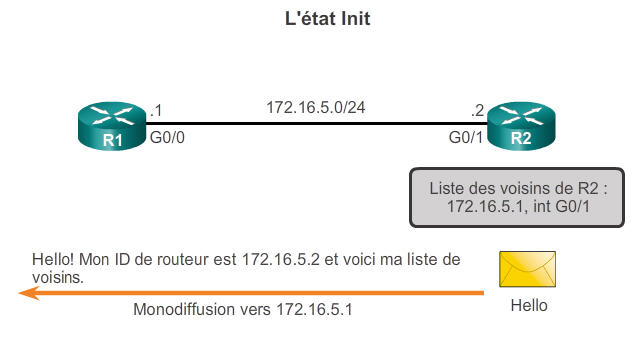 L'état Init
172.16.5.0/24
.1
.2
G0/0
G0/1
R1
R2
Liste des voisins de R2 :
172.16.5.1, int G0/1
Hello! Mon ID de routeur est 172.16.5.2 et voici ma liste de
voisins.
Monodiffusion vers 172.16.5.1
Hello